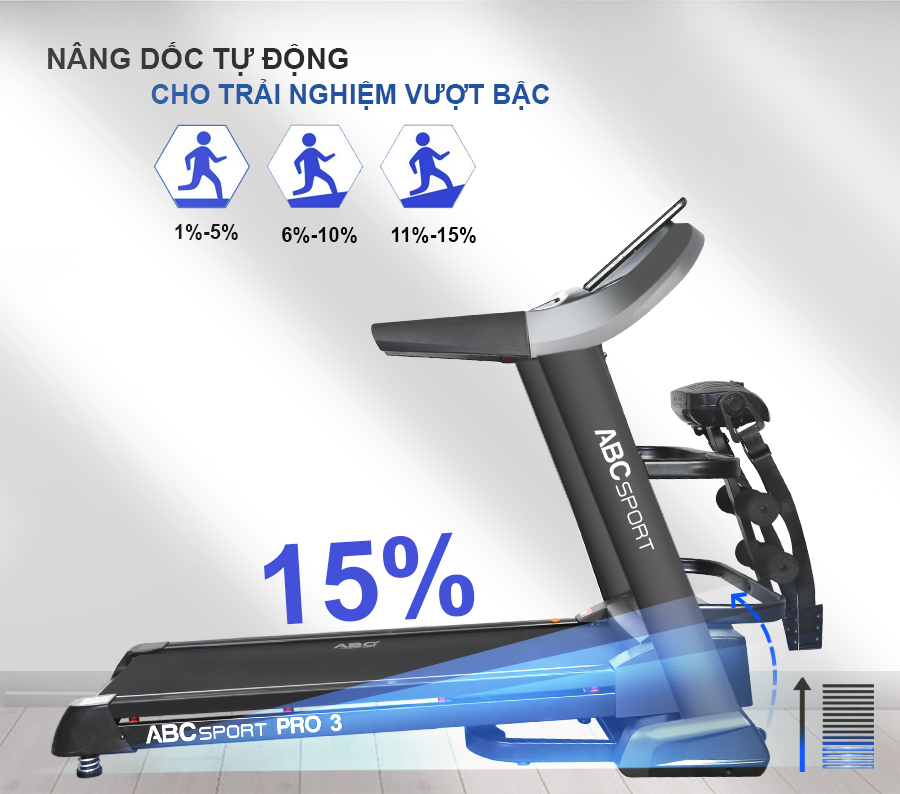 NÂNG DỐC TỰ ĐỘNG
CHO TRẢI NGHIỆM VƯỢT BẬC
1%-5%
6%-10%
11%-15%
ABC SPORT
15%
ABC
ABC SPORT PRO 3